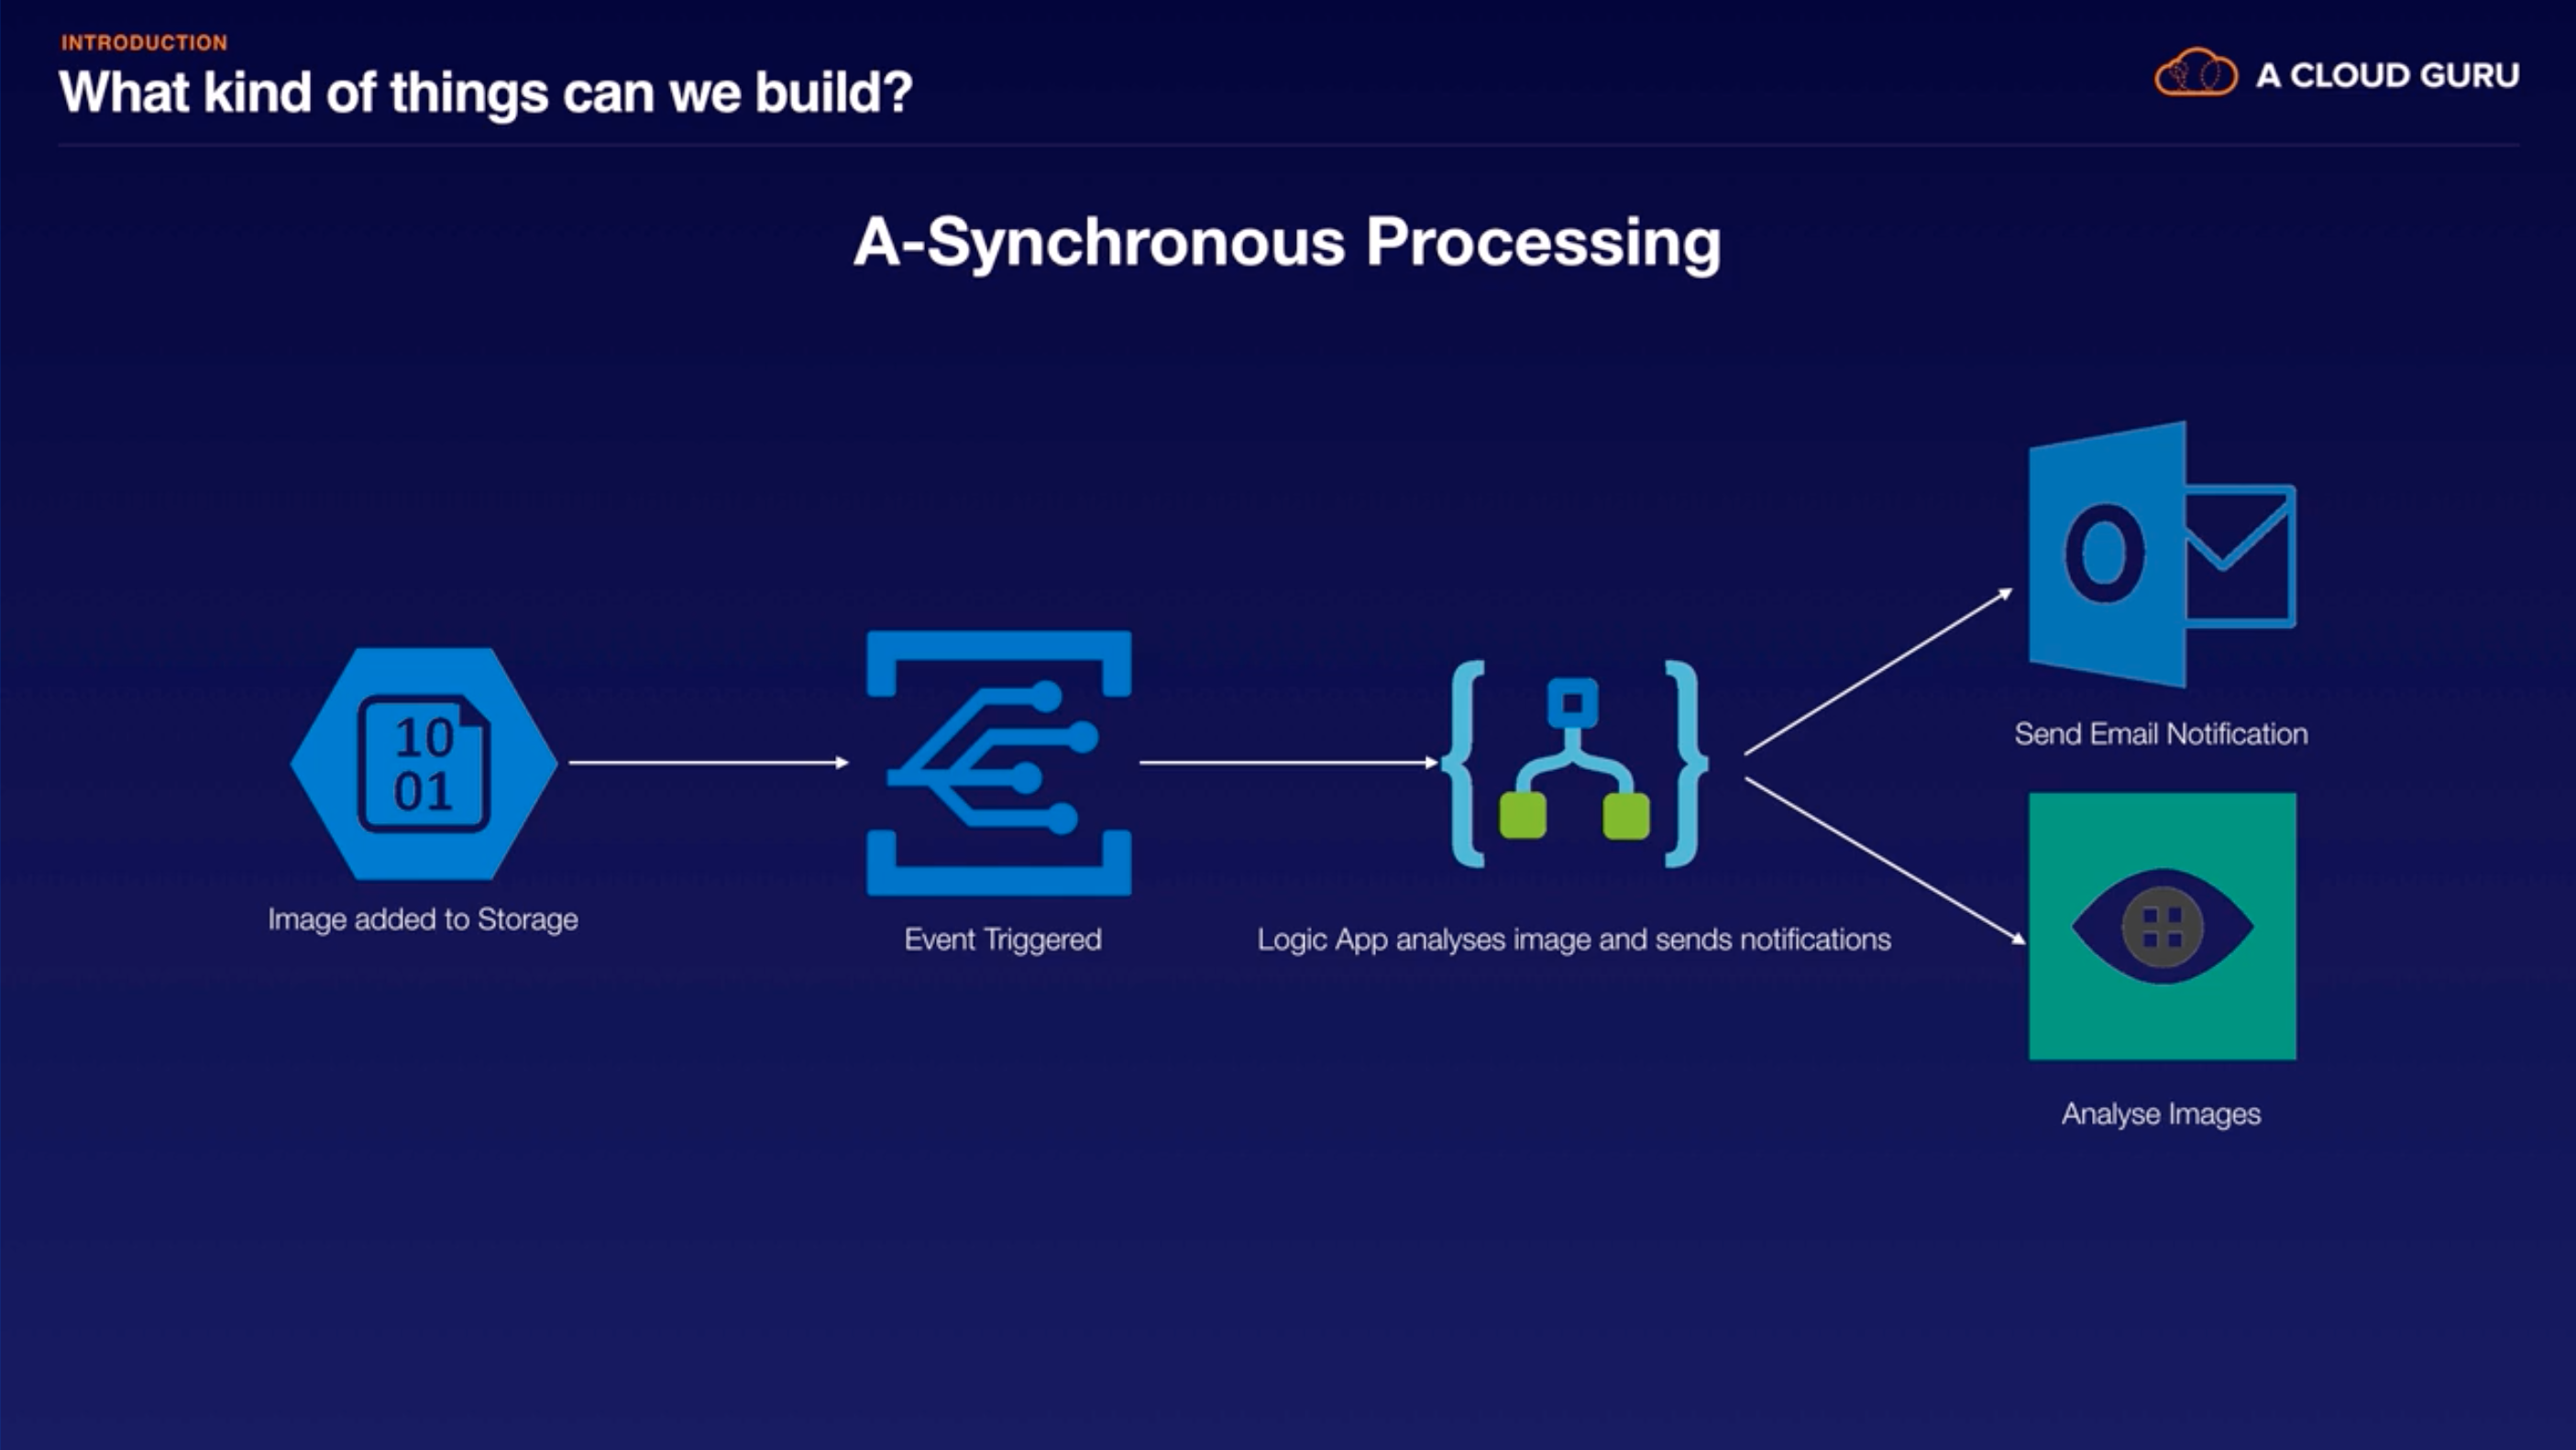 INTRODUCTION
What kind of things can we build?
A CLOUD GURU
A-Synchronous Processing
10
01
Image added to Storage
Event Triggered
Logic App analyses image and sends notifications
O
Send Email Notification
Analyse Images